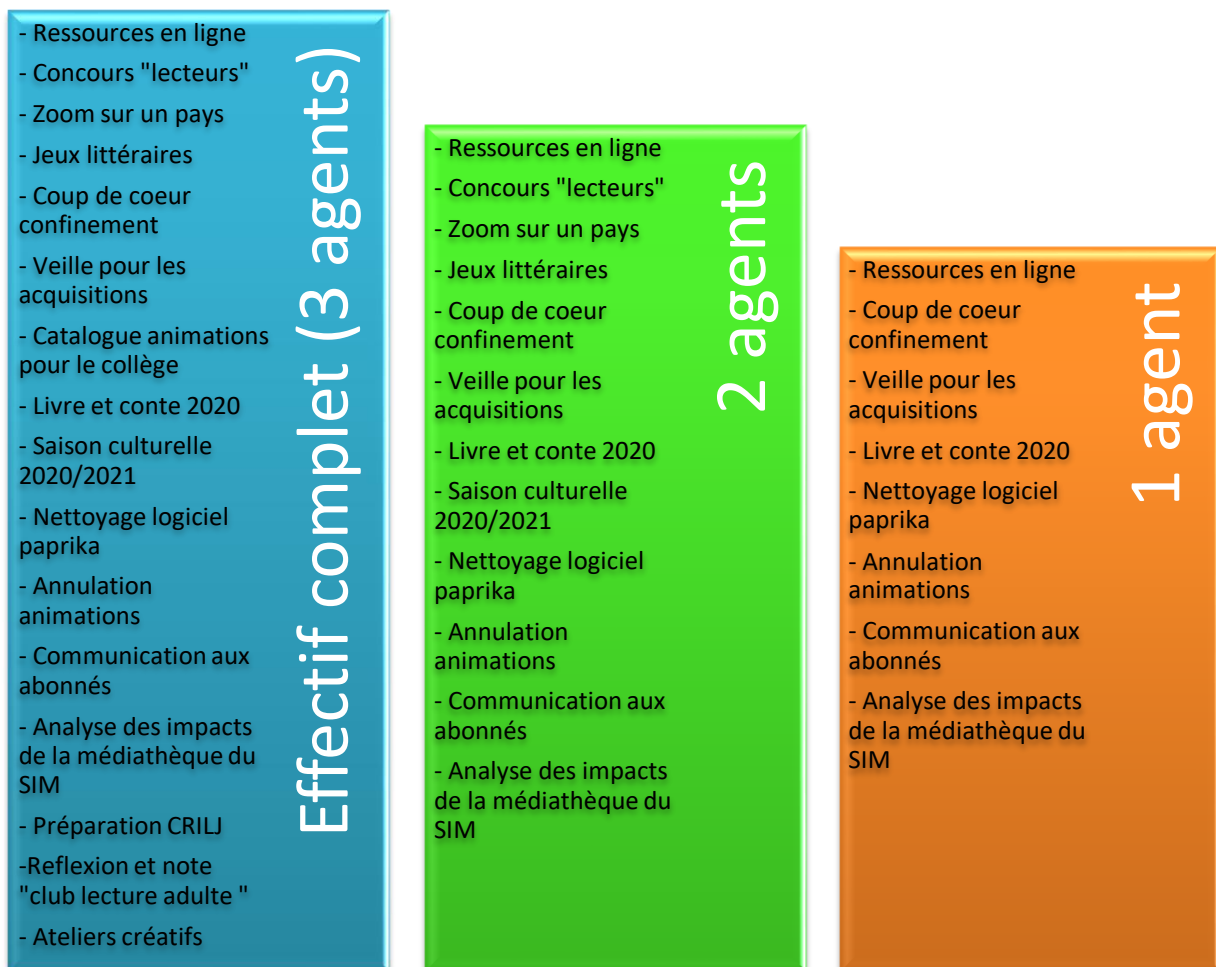 - Ressources en ligne
- Concours "lecteurs"
- Zoom sur un pays
- Jeux littéraires
- Coup de coeur
confinement
- Veille pour les
acquisitions
- Catalogue animations
pour le collège
- Livre et conte 2020
- Saison culturelle
2020/2021
- Nettoyage logiciel
paprika
- Annulation
animations
- Communication aux
abonnés
- Analyse des impacts
de la médiathèque du
SIM
- Préparation CRILJ
-Reflexion et note
"club lecture adulte "
- Ateliers créatifs
Effectif complet (3 agents)
- Ressources en ligne
- Concours "lecteurs"
- Zoom sur un pays
- Jeux littéraires
- Coup de coeur
confinement
- Veille pour les
acquisitions
- Livre et conte 2020
- Saison culturelle
2020/2021
- Nettoyage logiciel
paprika
- Annulation
animations
- Communication aux
abonnés
- Analyse des impacts
de la médiathèque du
SIM
2 agents
- Ressources en ligne
- Coup de coeur
confinement
- Veille pour les
acquisitions
- Livre et conte 2020
- Nettoyage logiciel
paprika
- Annulation
animations
- Communication aux
abonnés
- Analyse des impacts
de la médiathèque du
SIM
1 agent